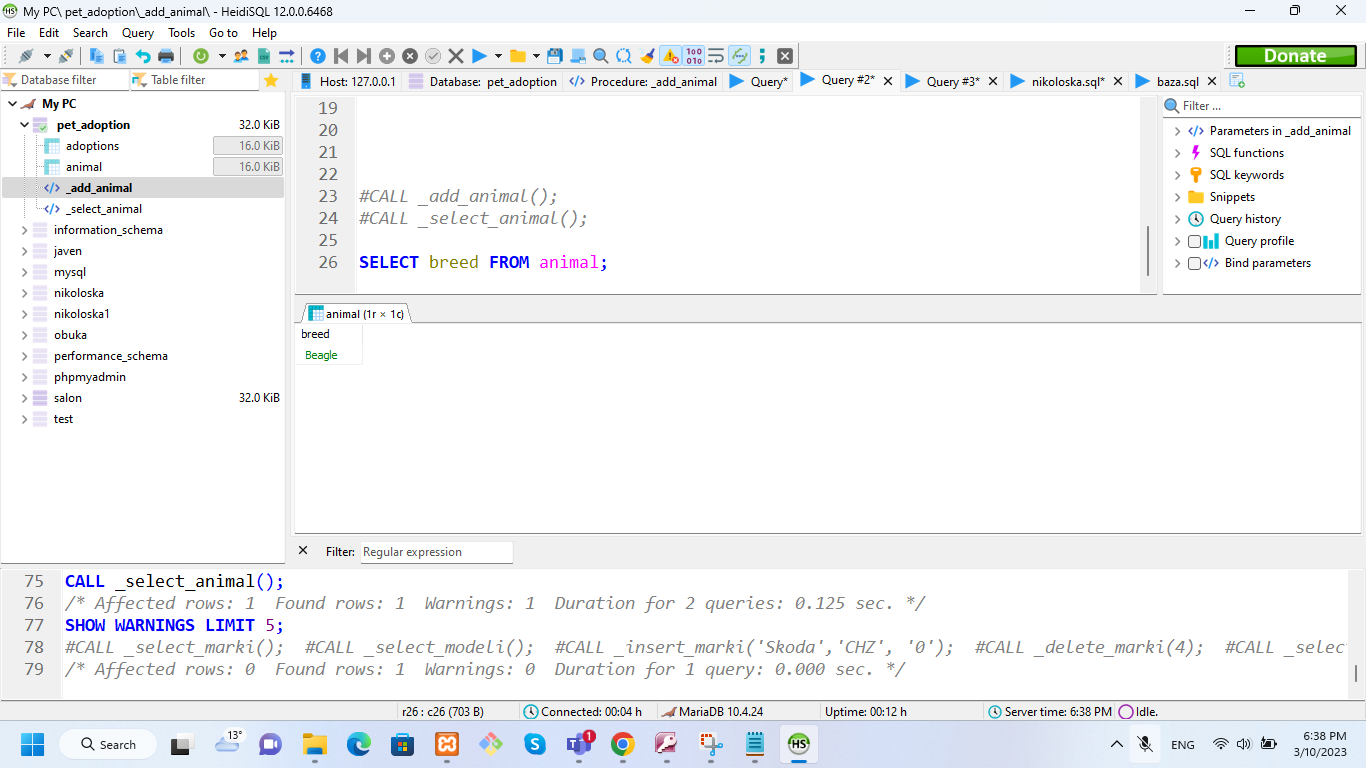 My PC\ pet_adoption\_add_animal\ - HeidiSQL 12.0.0.6468
File Edit Search Query Tools Go to Help
Donate
Database filter Table filter
Host: 127.0.0.1 Database: pet_adoption Procedure: _add_animal Query* Query #2* Query #3* nikoloska.sql* baza.sql
My PC
pet_adoption 32.0 KiB
adoptions 16.0 KiB
animal 16.0 KiB
_add_animal
_select_animal
information_schema
javen
mysql
nikoloska
nikoloska1
obuka
performance_schema
phpmyadmin
salon 32.0 KiB
test
19
20
21
22
23 #CALL _add_animal();
24 #CALL _select_animal();
25
26 SELECT breed FROM animal;
Filter ...
Parameters in _add_animal
SQL functions
SQL keywords
Snippets
Query history
Query profile
Bind parameters
animal (1r × 1c)
breed
Beagle
Filter: Regular expression
75 CALL _select_animal();
76 /* Affected rows: 1 Found rows: 1 Warnings: 1 Duration for 2 queries: 0.125 sec. */
77 SHOW WARNINGS LIMIT 5;
78 #CALL _select_marki(); #CALL _select_modeli(); #CALL _insert_marki('Skoda','CHZ', '0'); #CALL _delete_marki(4); #CALL _selec
79 /* Affected rows: 0 Found rows: 1 Warnings: 0 Duration for 1 query: 0.000 sec. */
r26 : c26 (703 B) Connected: 00:04 h MariaDB 10.4.24 Uptime: 00:12 h Server time: 6:38 PM Idle.
13°
Search
1
HS
ENG
6:38 PM
3/10/2023